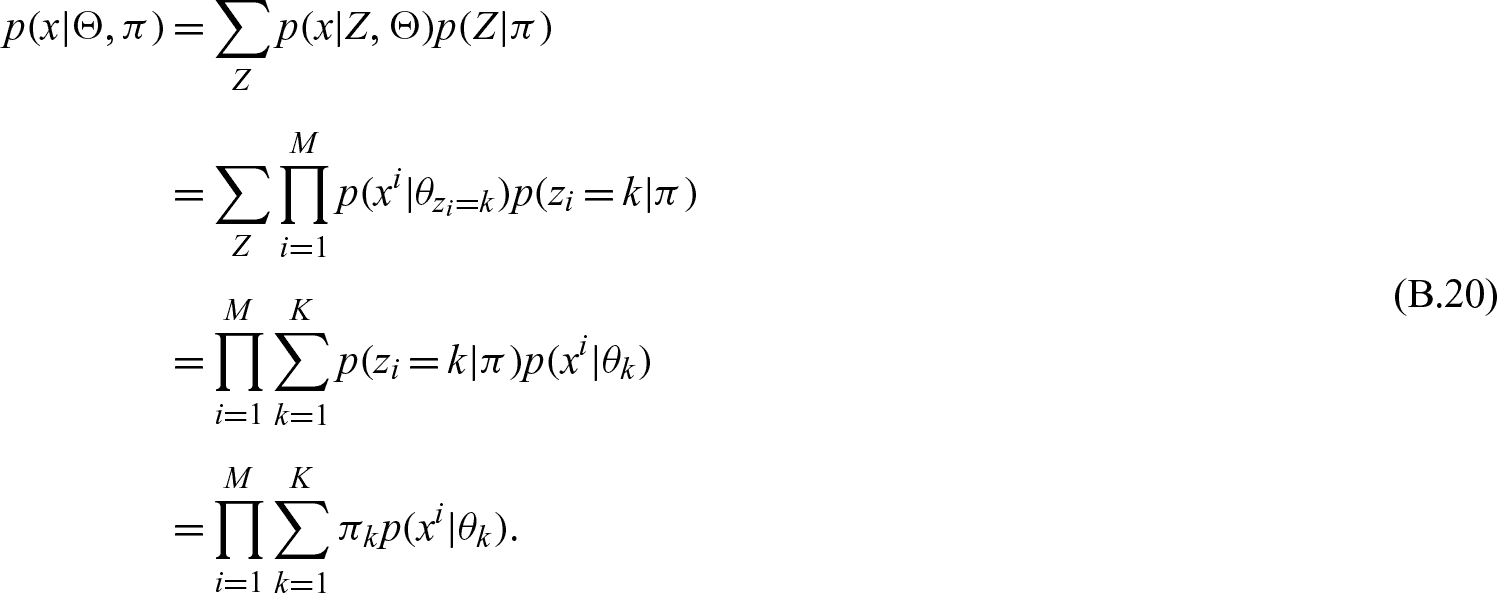 p(x|Θ, π) = ∑_Z p(x|Z, Θ)p(Z|π)
= ∑_Z ∏_{i=1}^{M} p(x^i|θ_{z_i=k})p(z_i = k|π)
= ∏_{i=1}^{M} ∑_{k=1}^{K} p(z_i = k|π)p(x^i|θ_k)
= ∏_{i=1}^{M} ∑_{k=1}^{K} π_k p(x^i|θ_k).
(B.20)